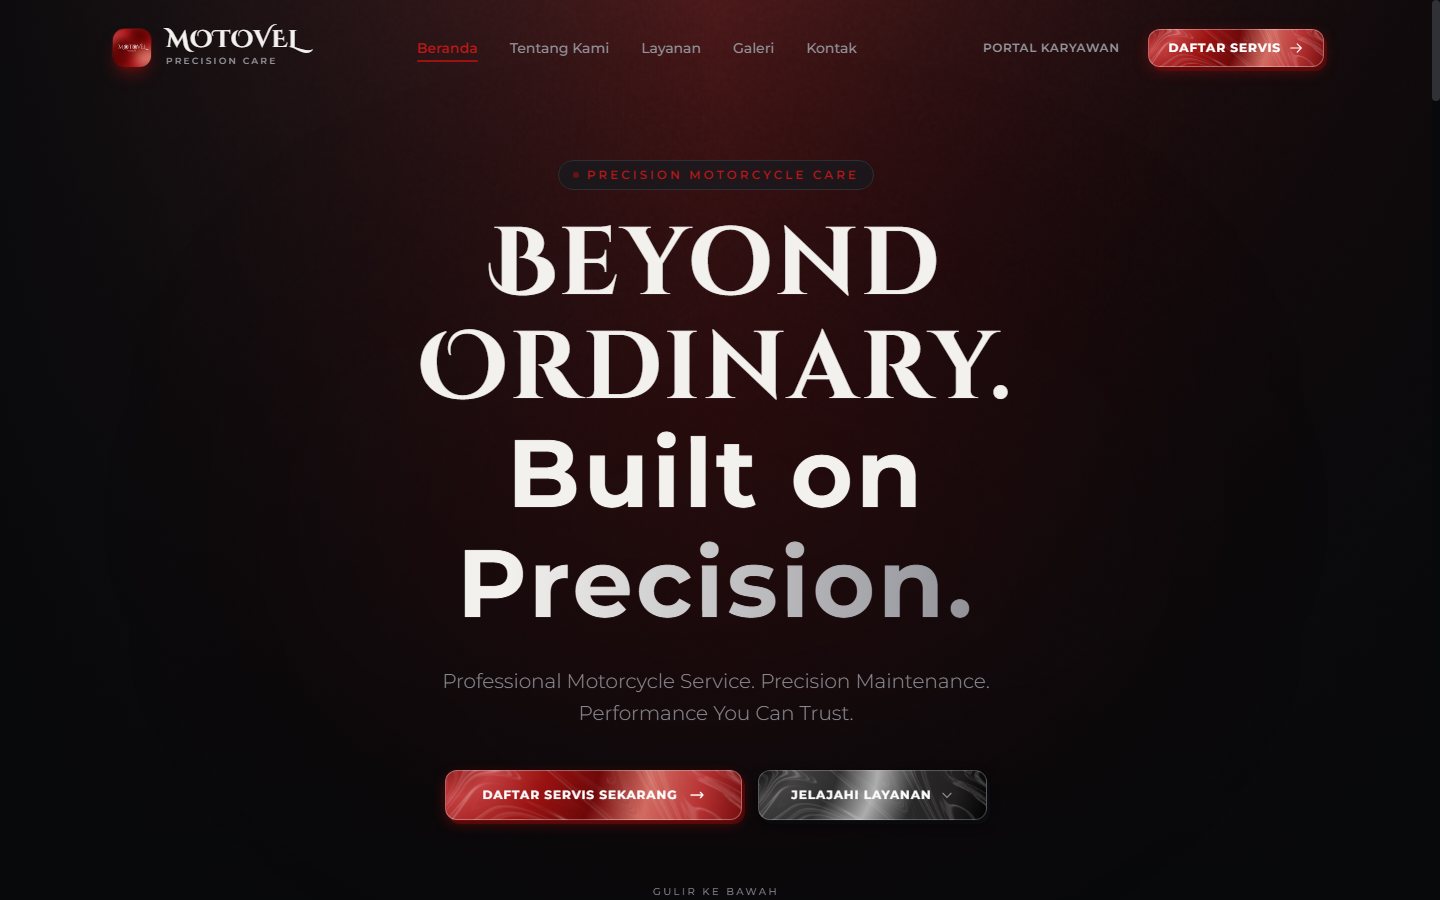 MOTOVEL
MOTOVEL
PRECISION CARE
Beranda
Tentang Kami
Layanan
Galeri
Kontak
PORTAL KARYAWAN
DAFTAR SERVIS →
PRECISION MOTORCYCLE CARE
BEYOND
ORDINARY.
Built on
Precision.
Professional Motorcycle Service. Precision Maintenance.
Performance You Can Trust.
DAFTAR SERVIS SEKARANG →
JELAJAHI LAYANAN
GULIR KE BAWAH